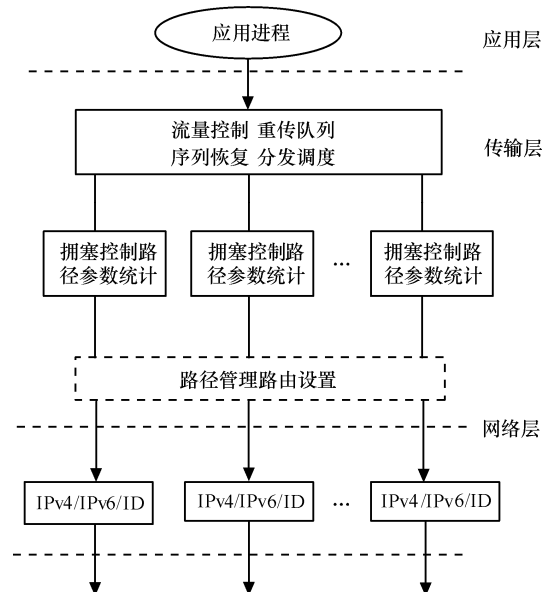 应用进程
应用层
流量控制 重传队列
序列恢复 分发调度
传输层
拥塞控制路
径参数统计
拥塞控制路
径参数统计
...
拥塞控制路
径参数统计
路径管理路由设置
网络层
IPv4/IPv6/ID
IPv4/IPv6/ID
...
IPv4/IPv6/ID